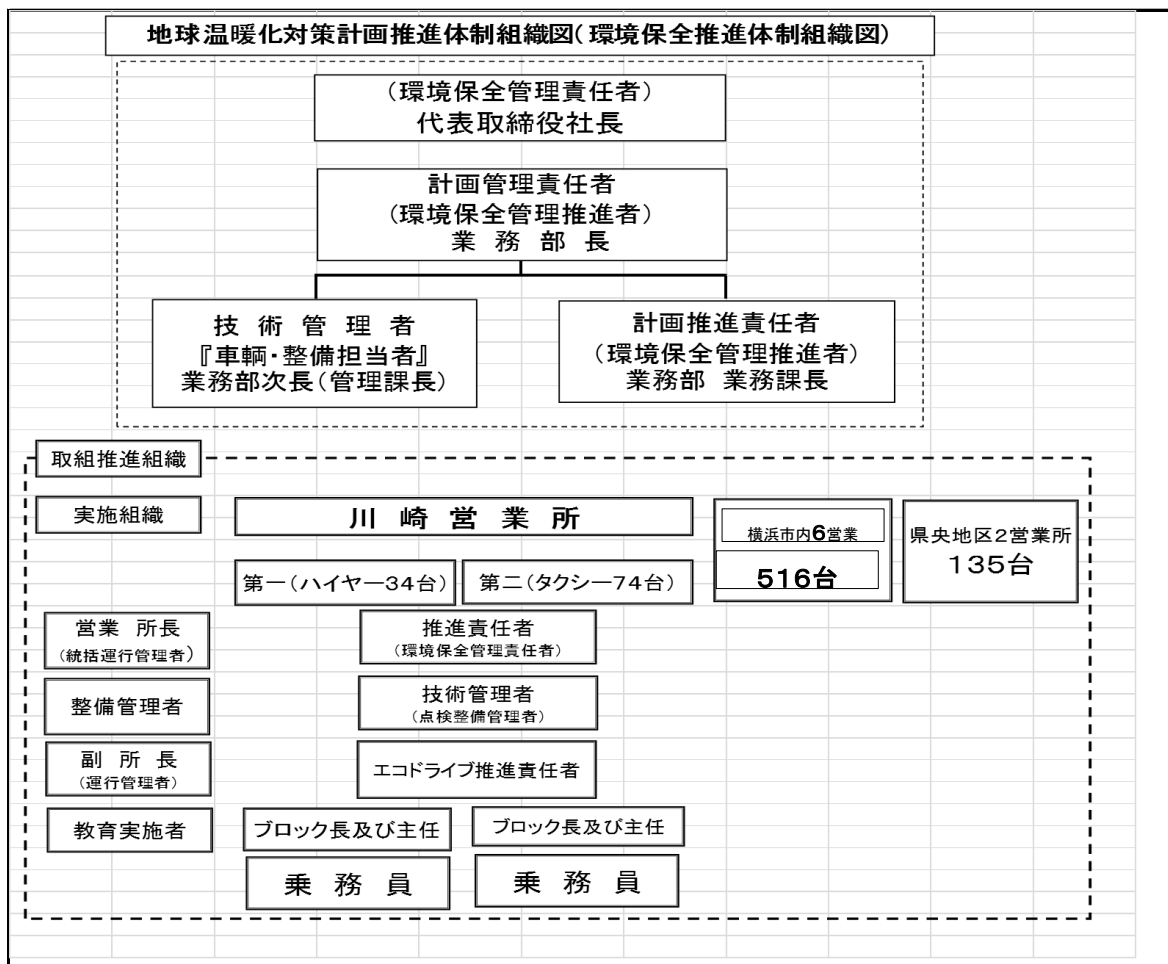 地球温暖化対策計画推進体制組織図(環境保全推進体制組織図)
(環境保全管理責任者)
代表取締役社長
計画管理責任者
(環境保全管理推進者)
業 務 部 長
技 術 管 理 者
『車輌・整備担当者』
業務部次長(管理課長)
計画推進責任者
(環境保全管理推進者)
業務部 業務課長
取組推進組織
実施組織
川 崎 営 業 所
横浜市内6営業
516台
県央地区2営業所
135台
第一(ハイヤー34台)
第二(タクシー74台)
営業 所長
(統括運行管理者)
推進責任者
(環境保全管理責任者)
整備管理者
技術管理者
(点検整備管理者)
副 所 長
(運行管理者)
エコドライブ推進責任者
教育実施者
ブロック長及び主任
ブロック長及び主任
乗 務 員
乗 務 員